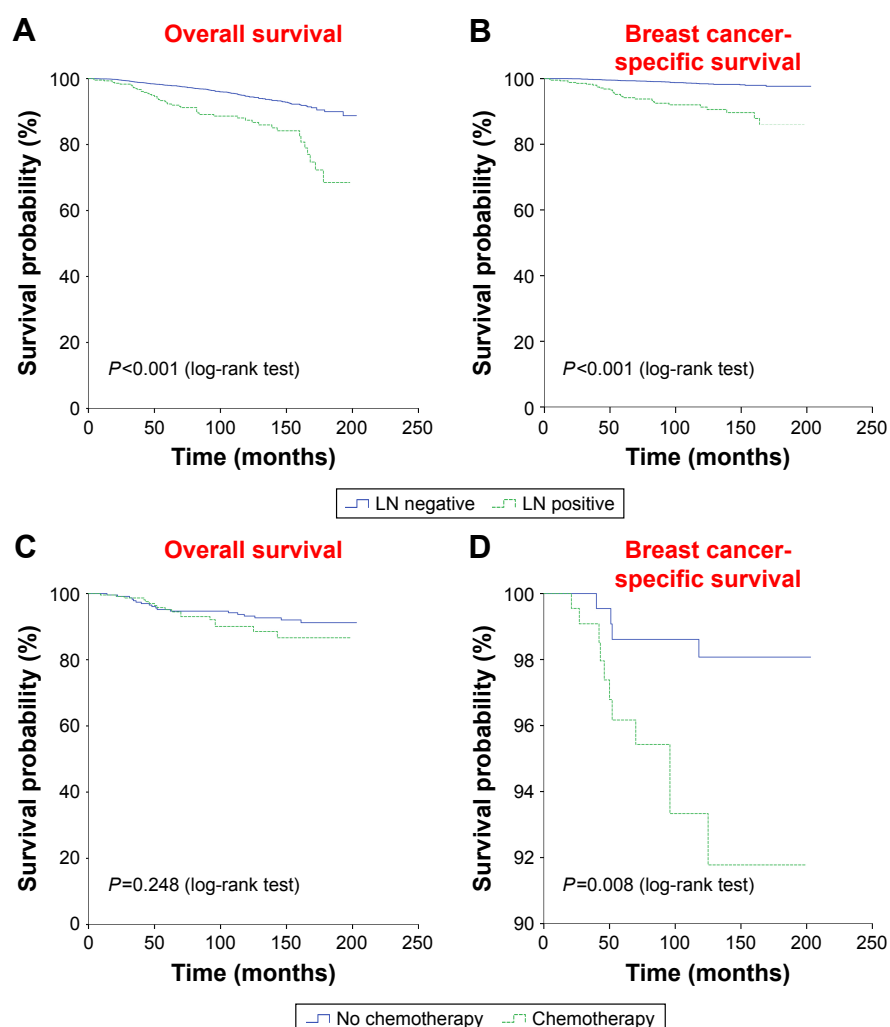 A
Overall survival
Survival probability (%)
100
80
60
40
20
0
P<0.001 (log-rank test)
0 50 100 150 200 250
Time (months)
B
Breast cancer-
specific survival
Survival probability (%)
100
80
60
40
20
0
P<0.001 (log-rank test)
0 50 100 150 200 250
Time (months)
LN negative LN positive
C
Overall survival
Survival probability (%)
100
80
60
40
20
0
P=0.248 (log-rank test)
0 50 100 150 200 250
Time (months)
D
Breast cancer-
specific survival
Survival probability (%)
100
98
96
94
92
90
P=0.008 (log-rank test)
0 50 100 150 200 250
Time (months)
No chemotherapy Chemotherapy